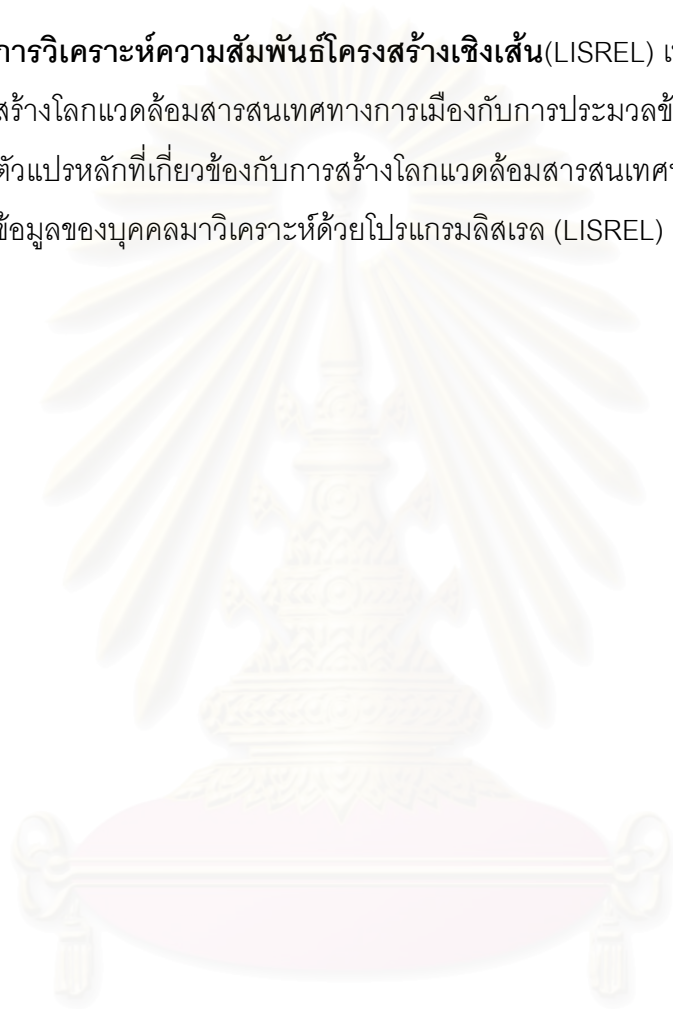 การวิเคราะห์ความสัมพันธ์โครงสร้างเชิงเส้น(LISREL)
สร้างโลกแวดล้อมสารสนเทศทางการเมืองกับการประมวลข้
ตัวแปรหลักที่เกี่ยวข้องกับการสร้างโลกแวดล้อมสารสนเทศ
ข้อมูลของบุคคลมาวิเคราะห์ด้วยโปรแกรมลิสเรล (LISREL)